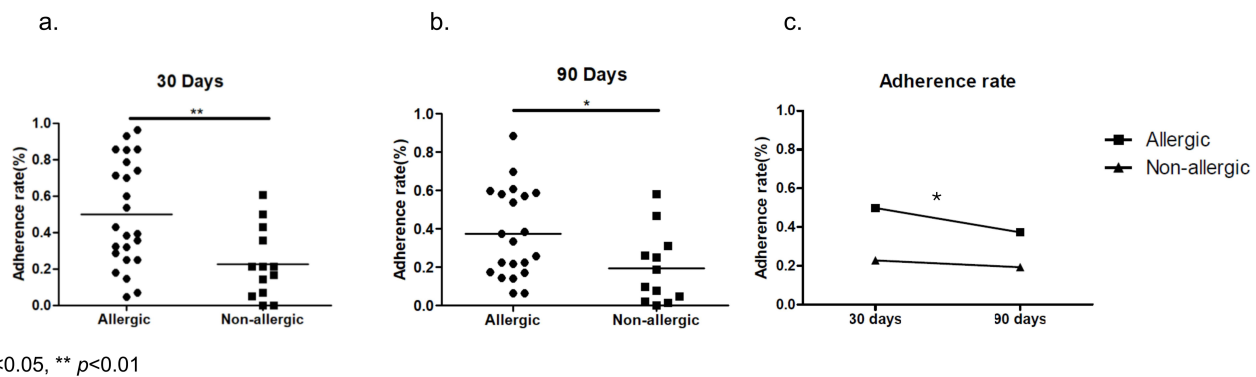 a.
30 Days
**
Adherence rate(%)
1.0
0.8
0.6
0.4
0.2
0.0
Allergic
Non-allergic
b.
90 Days
*
Adherence rate(%)
1.0
0.8
0.6
0.4
0.2
0.0
Allergic
Non-allergic
c.
Adherence rate
Adherence rate(%)
1.0
0.8
0.6
0.4
0.2
0.0
*
30 days
90 days
Allergic
Non-allergic
<0.05, ** p<0.01